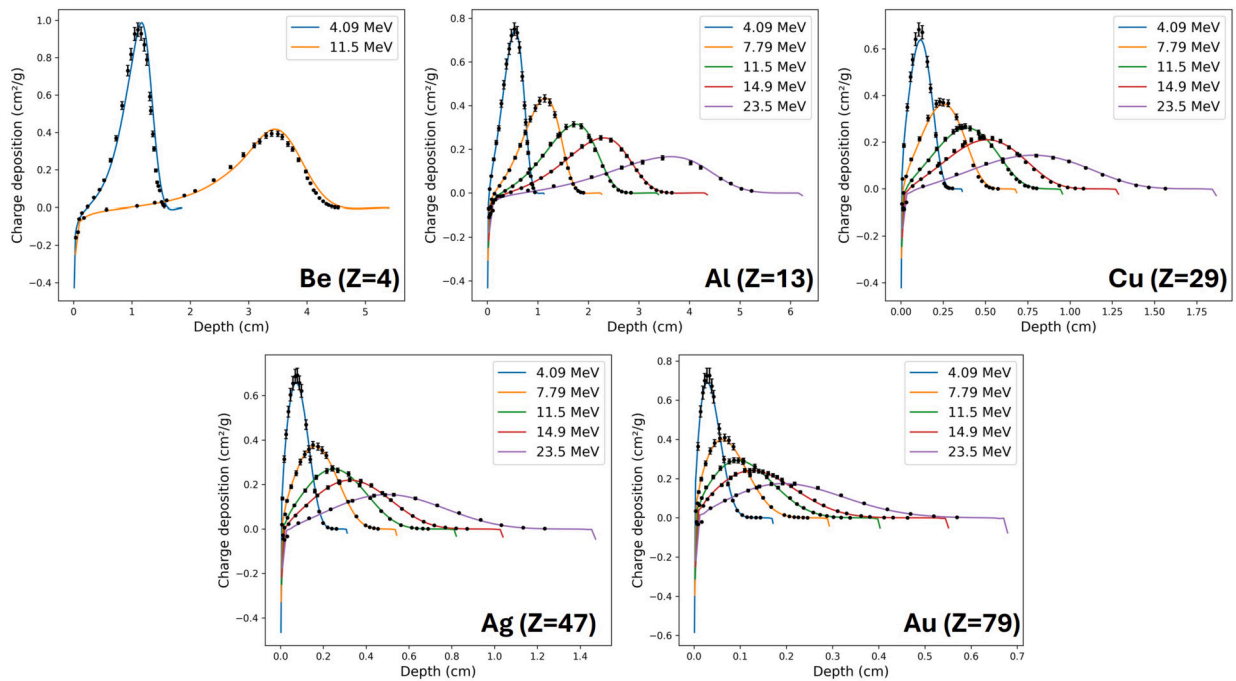 4.09 MeV
11.5 MeV
Charge deposition (cm²/g)
1.0
0.8
0.6
0.4
0.2
0.0
−0.2
−0.4
0 1 2 3 4 5
Depth (cm)
Be (Z=4)
4.09 MeV
7.79 MeV
11.5 MeV
14.9 MeV
23.5 MeV
Charge deposition (cm²/g)
0.8
0.6
0.4
0.2
0.0
−0.2
−0.4
0 1 2 3 4 5 6
Depth (cm)
Al (Z=13)
4.09 MeV
7.79 MeV
11.5 MeV
14.9 MeV
23.5 MeV
Charge deposition (cm²/g)
0.6
0.4
0.2
0.0
−0.2
−0.4
0.00 0.25 0.50 0.75 1.00 1.25 1.50 1.75
Depth (cm)
Cu (Z=29)
4.09 MeV
7.79 MeV
11.5 MeV
14.9 MeV
23.5 MeV
Charge deposition (cm²/g)
0.6
0.4
0.2
0.0
−0.2
−0.4
0.0 0.2 0.4 0.6 0.8 1.0 1.2 1.4
Depth (cm)
Ag (Z=47)
4.09 MeV
7.79 MeV
11.5 MeV
14.9 MeV
23.5 MeV
Charge deposition (cm²/g)
0.8
0.6
0.4
0.2
0.0
−0.2
−0.4
−0.6
0.0 0.1 0.2 0.3 0.4 0.5 0.6 0.7
Depth (cm)
Au (Z=79)